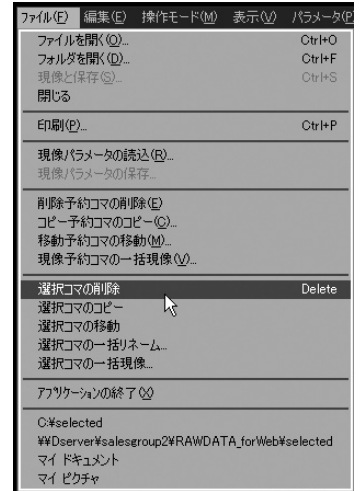 ファイル(F) 編集(E) 操作モード(M) 表示(V) パラメータ(P
ファイルを開く(O)... Ctrl+O
フォルダを開く(D)... Ctrl+F
現像と保存(S)... Ctrl+S
閉じる
印刷(P)... Ctrl+P
現像パラメータの読込(R)...
現像パラメータの保存...
削除予約コマの削除(E)
コピー予約コマのコピー(C)...
移動予約コマの移動(M)...
現像予約コマの一括現像(V)...
選択コマの削除 Delete
選択コマのコピー
選択コマの移動
選択コマの一括リネーム...
選択コマの一括現像...
アプリケーションの終了(X)
C:¥selected
¥¥Dserver¥salesgroup2¥RAWDATA_forWeb¥selected
マイ ドキュメント
マイ ピクチャ